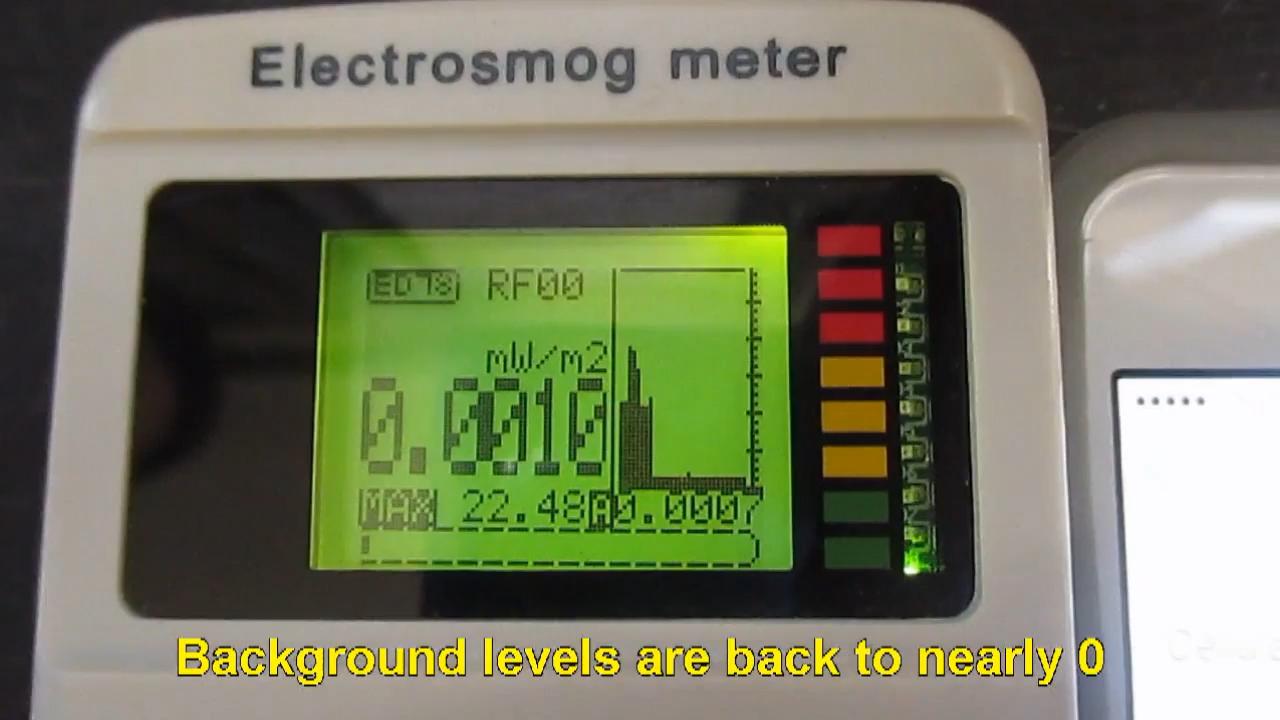 Electrosmog meter
ED78 RF00
mW/m2
0.0010
MAX 22.48 A 0.0007
Background levels are back to nearly 0